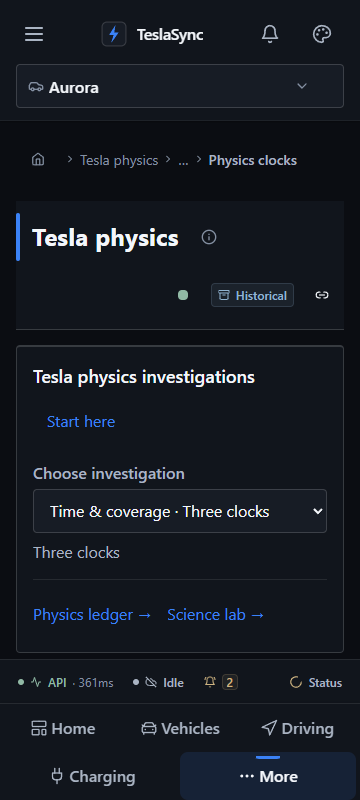 TeslaSync
Aurora
Tesla physics ... Physics clocks
Tesla physics
Historical
Tesla physics investigations
Start here
Choose investigation
Time & coverage · Three clocks
Three clocks
Physics ledger → Science lab →
API · 361ms Idle 2 Status
Home Vehicles Driving
Charging ··· More